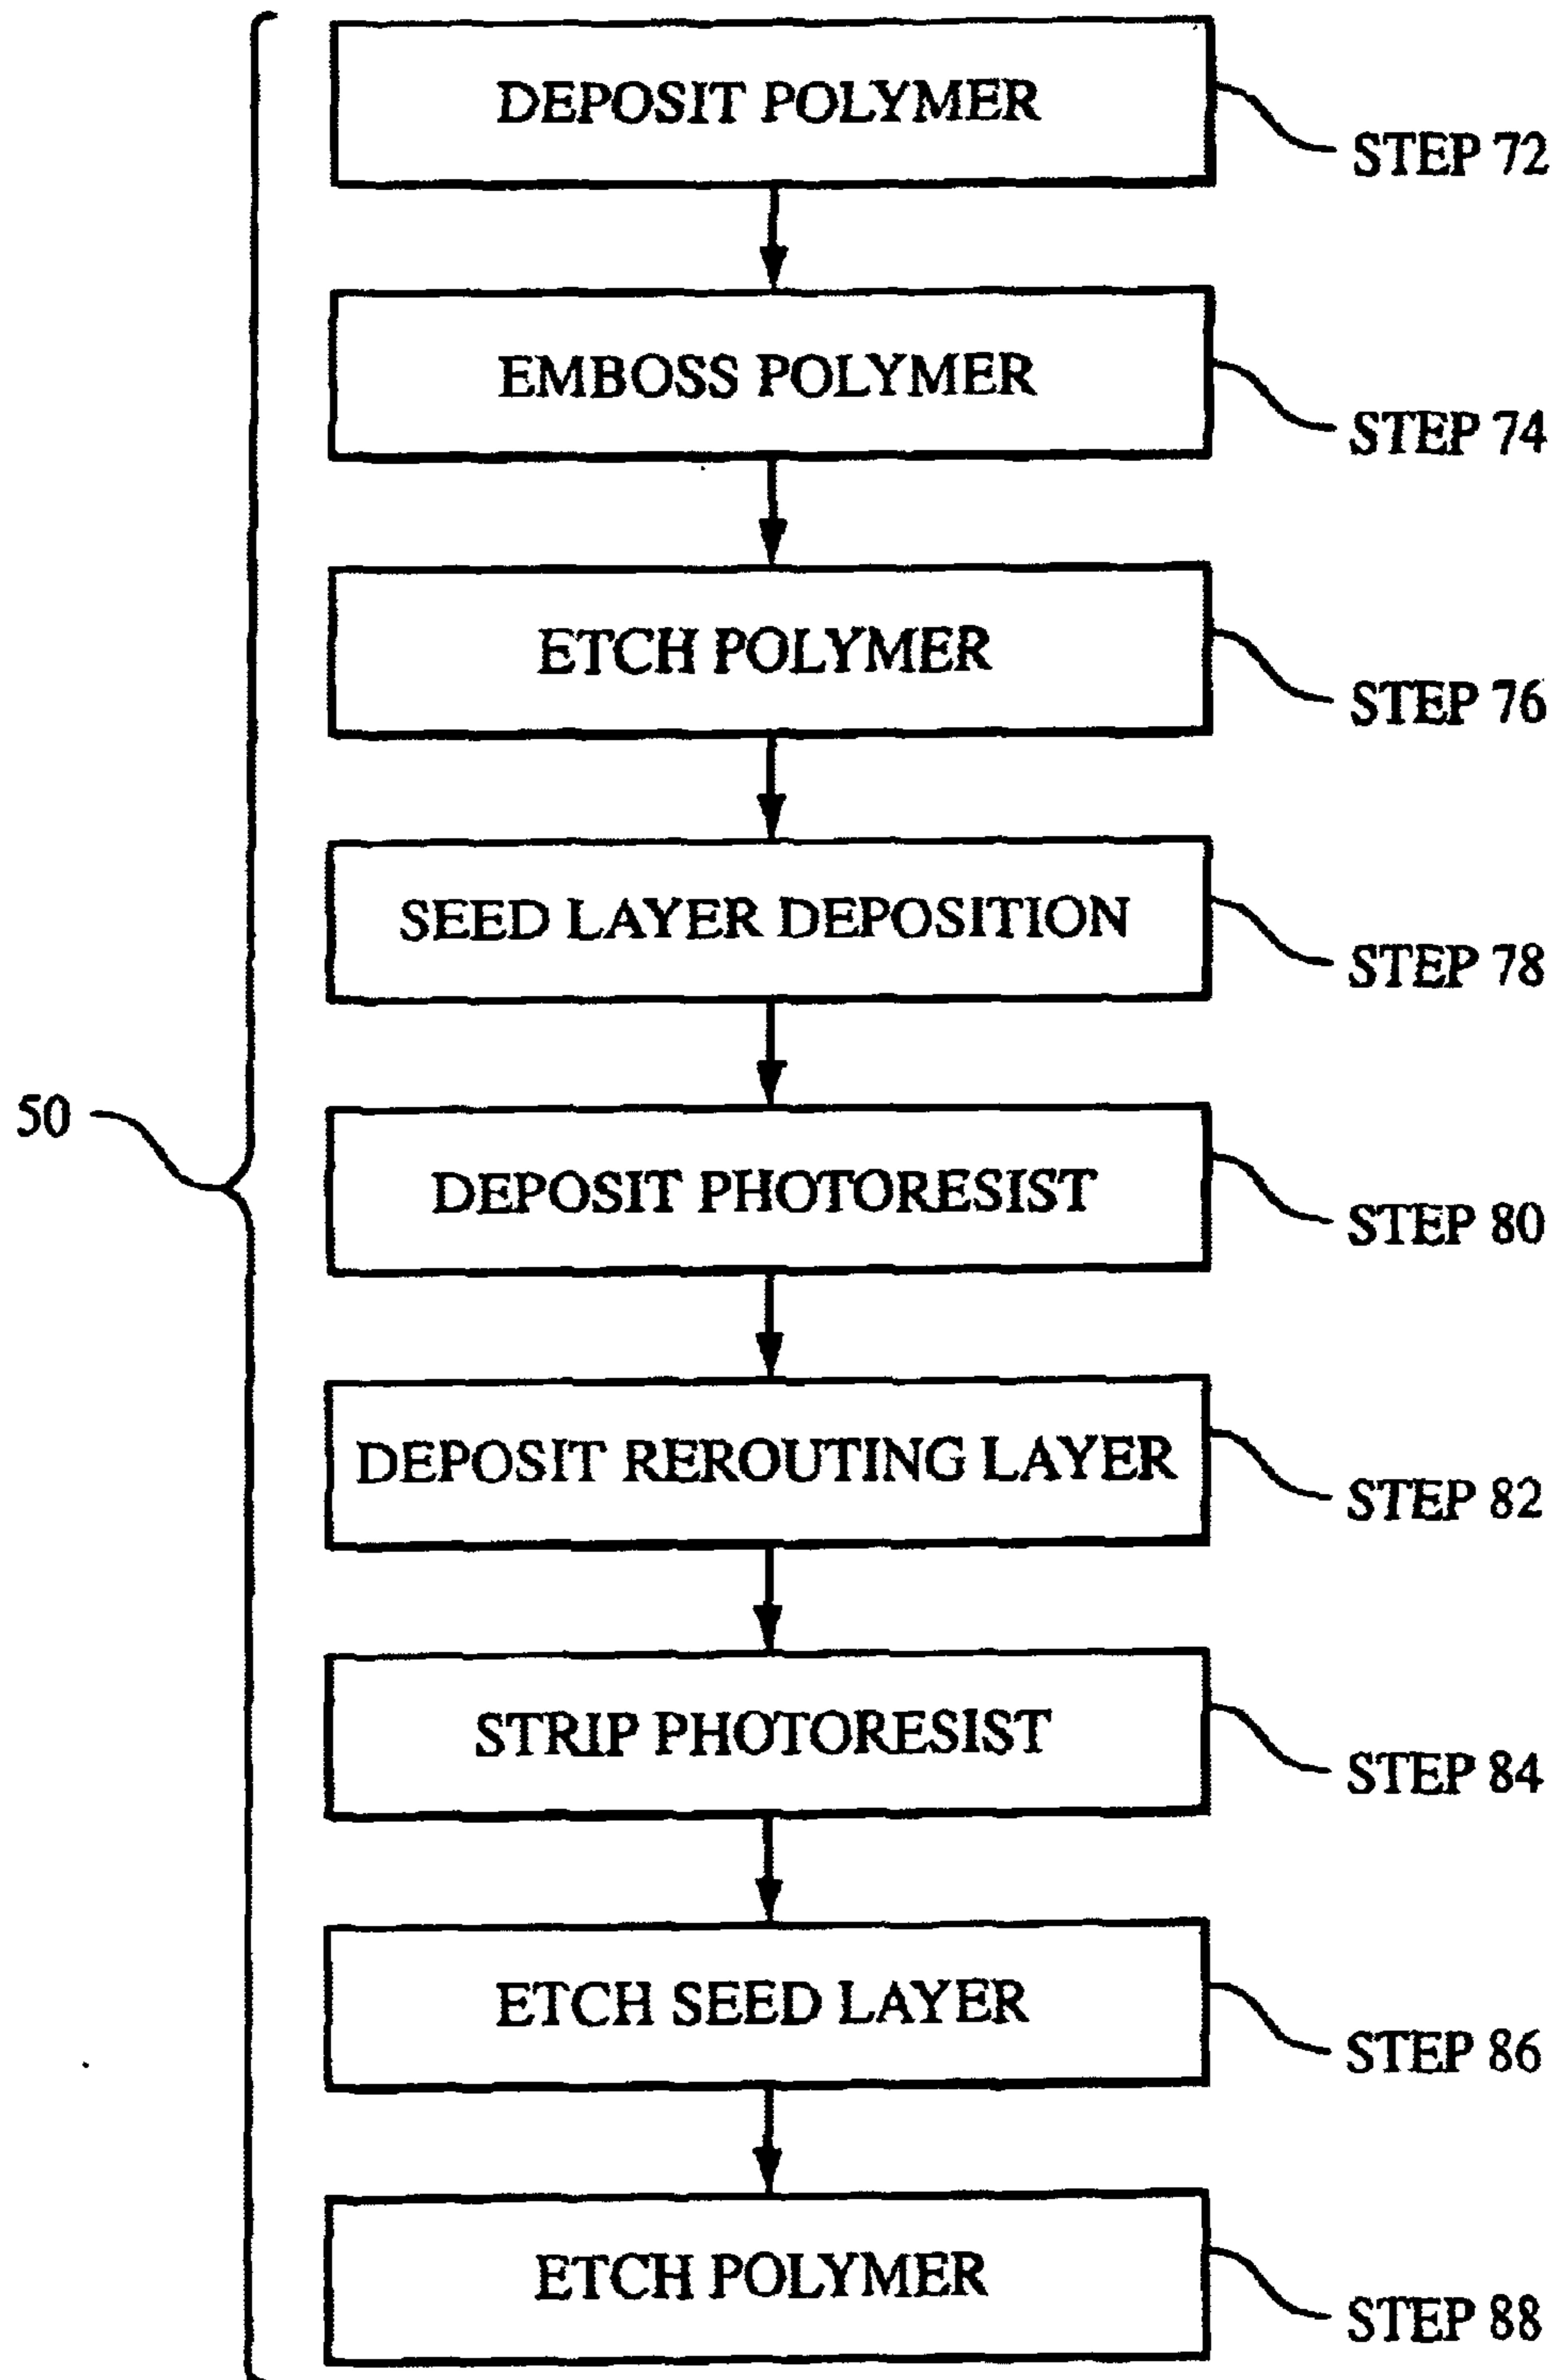 DEPOSIT POLYMER
STEP 72
EMBOSS POLYMER
STEP 74
ETCH POLYMER
STEP 76
SEED LAYER DEPOSITION
STEP 78
50
DEPOSIT PHOTORESIST
STEP 80
DEPOSIT REROUTING LAYER
STEP 82
STRIP PHOTORESIST
STEP 84
ETCH SEED LAYER
STEP 86
ETCH POLYMER
STEP 88